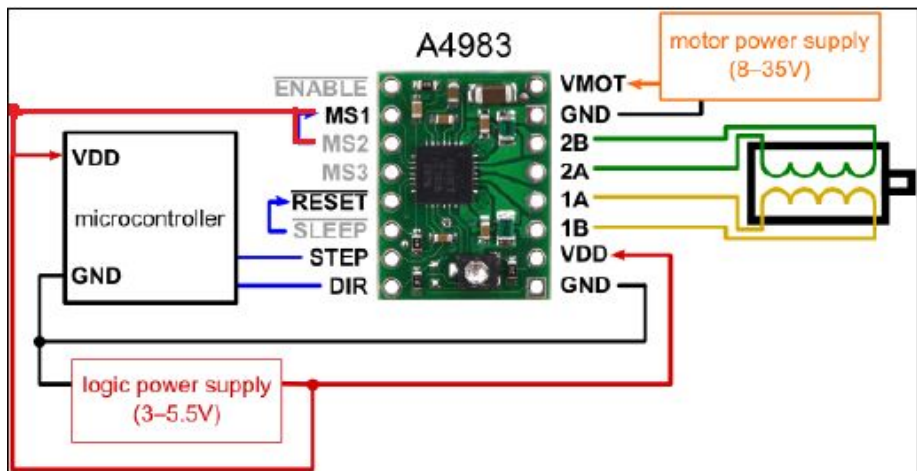 A4983
motor power supply
(8–35V)
ENABLE
MS1
MS2
MS3
RESET
SLEEP
STEP
DIR
VMOT
GND
2B
2A
1A
1B
VDD
GND
VDD
microcontroller
GND
logic power supply
(3–5.5V)